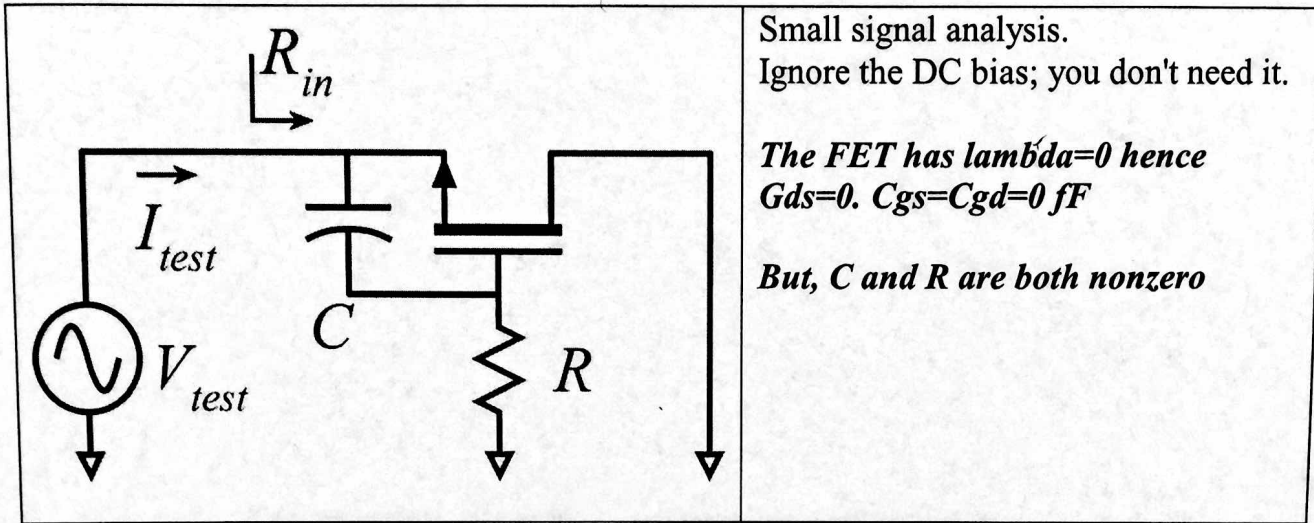 R_in
I_test
C
V_test
R
Small signal analysis.
Ignore the DC bias; you don't need it.
The FET has lambda=0 hence
Gds=0. Cgs=Cgd=0 fF
But, C and R are both nonzero